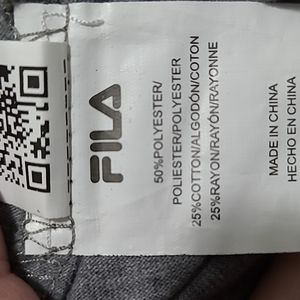 FILA
50%POLYESTER/
POLIESTER/POLYESTER
25%COTTON/ALGODÓN/COTON
25%RAYON/RAYÓN/RAYONNE
MADE IN CHINA
HECHO EN CHINA